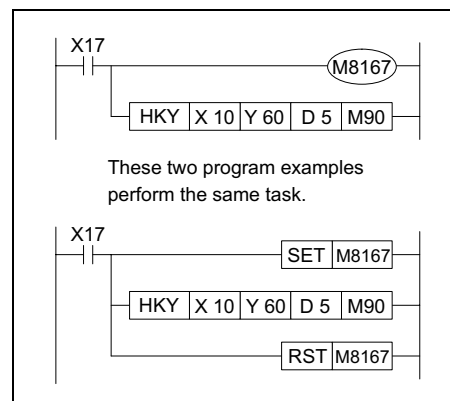 X17
M8167
HKY X 10 Y 60 D 5 M90
These two program examples
perform the same task.
X17
SET M8167
HKY X 10 Y 60 D 5 M90
RST M8167